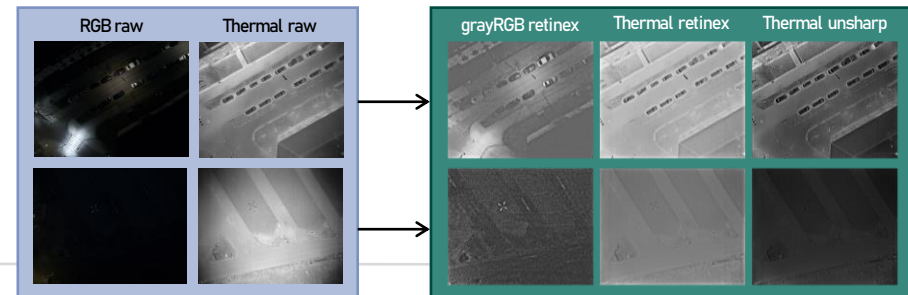 RGB raw
Thermal raw
grayRGB retinex
Thermal retinex
Thermal unsharp